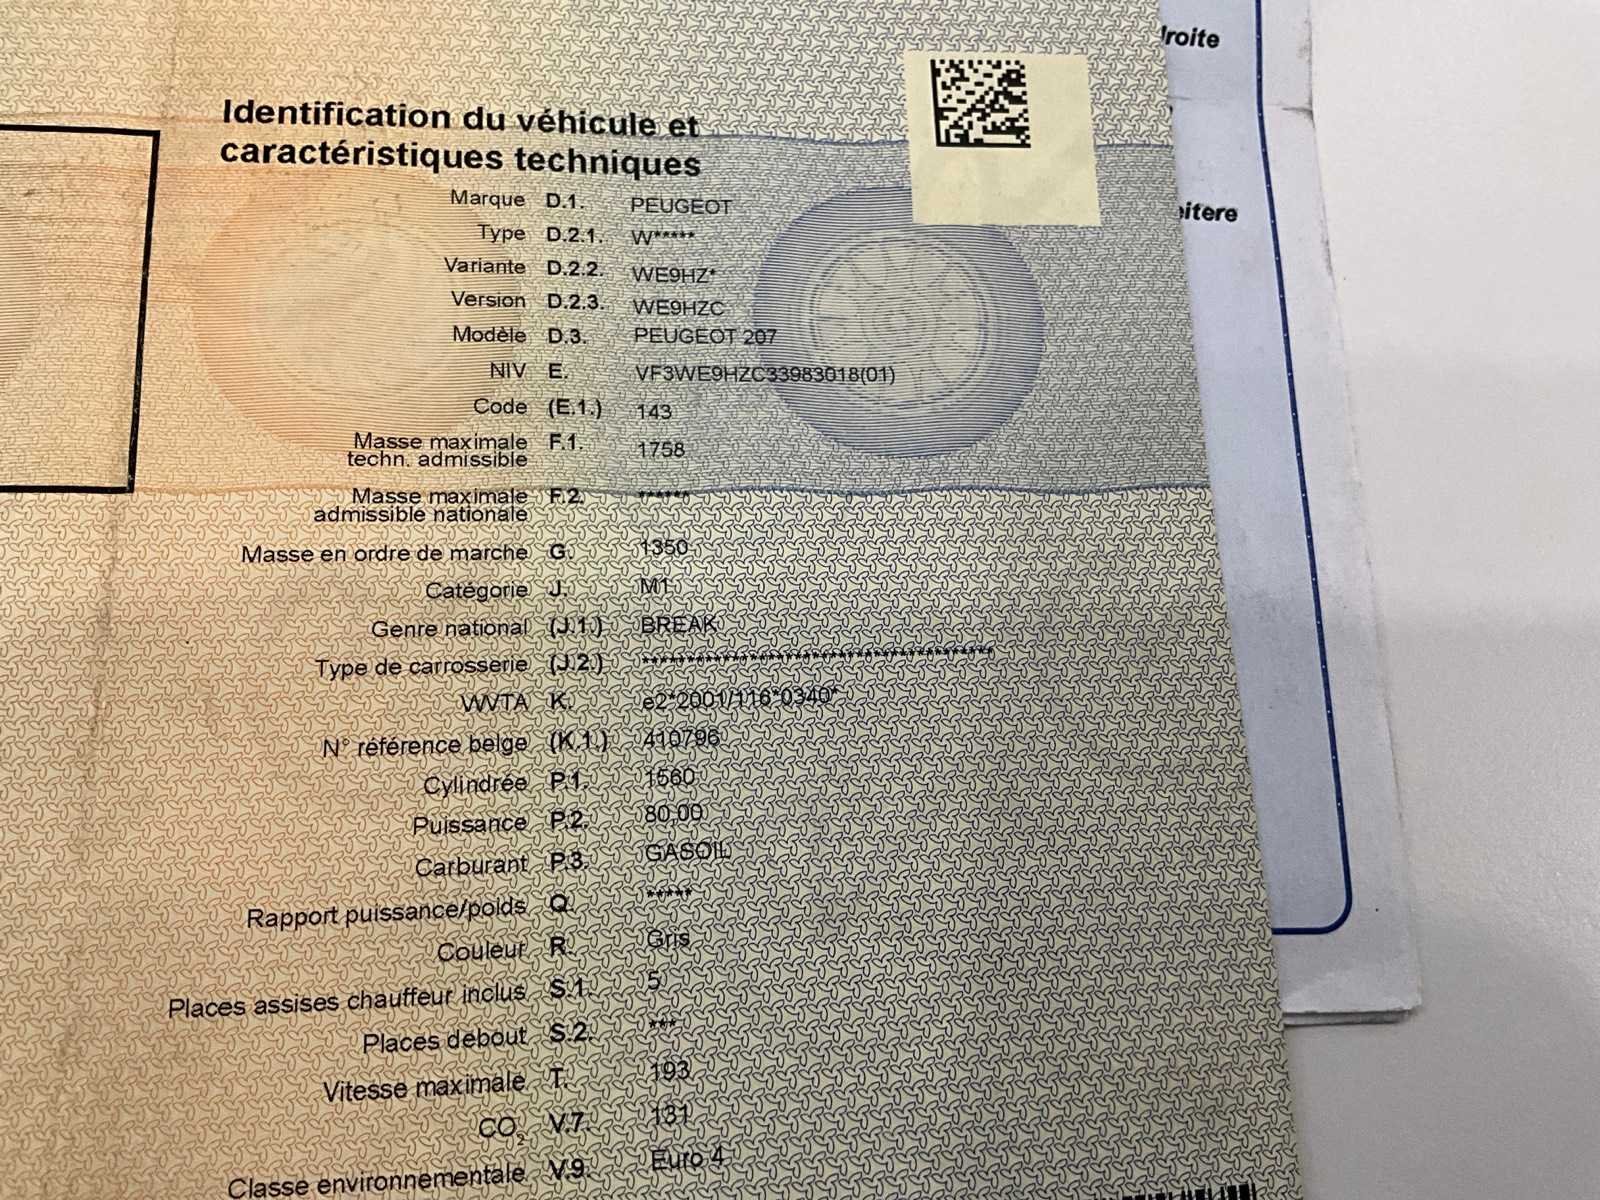 Identification du véhicule et
caractéristiques techniques
Marque D.1. PEUGEOT
Type D.2.1. W*****
Variante D.2.2. WE9HZ*
Version D.2.3. WE9HZC
Modèle D.3. PEUGEOT 207
NIV E. VF3WE9HZC33983018(01)
Code (E.1.) 143
Masse maximale F.1. 1758
techn. admissible
Masse maximale F.2. ******
admissible nationale
Masse en ordre de marche G. 1350
Catégorie J. M1
Genre national (J.1.) BREAK
Type de carrosserie (J.2.) ****************************************
WVTA K. e2*2001/116*0340*
N° référence belge (K.1.) 410796
Cylindrée P.1. 1560
Puissance P.2. 80,00
Carburant P.3. GASOIL
Rapport puissance/poids Q. *****
Couleur R. Gris
Places assises chauffeur inclus S.1. 5
Places debout S.2. ***
Vitesse maximale T. 193
CO2 V.7. 131
Classe environnementale V.9. Euro 4
roite
itere